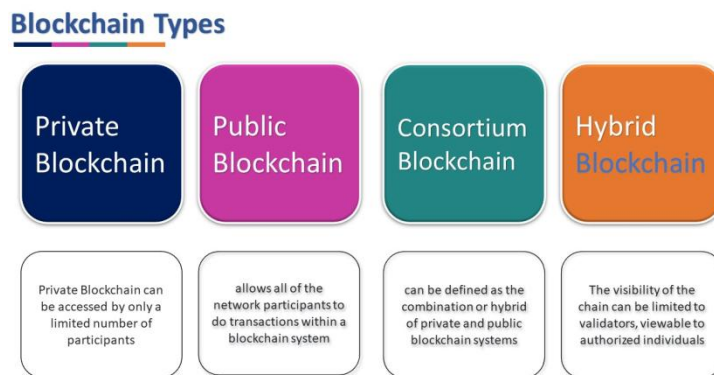 Blockchain Types
Private
Blockchain
Public
Blockchain
Consortium
Blockchain
Hybrid
Blockchain
Private Blockchain can
be accessed by only a
limited number of
participants
allows all of the
network participants to
do transactions within a
blockchain system
can be defined as the
combination or hybrid
of private and public
blockchain systems
The visibility of the
chain can be limited to
validators, viewable to
authorized individuals